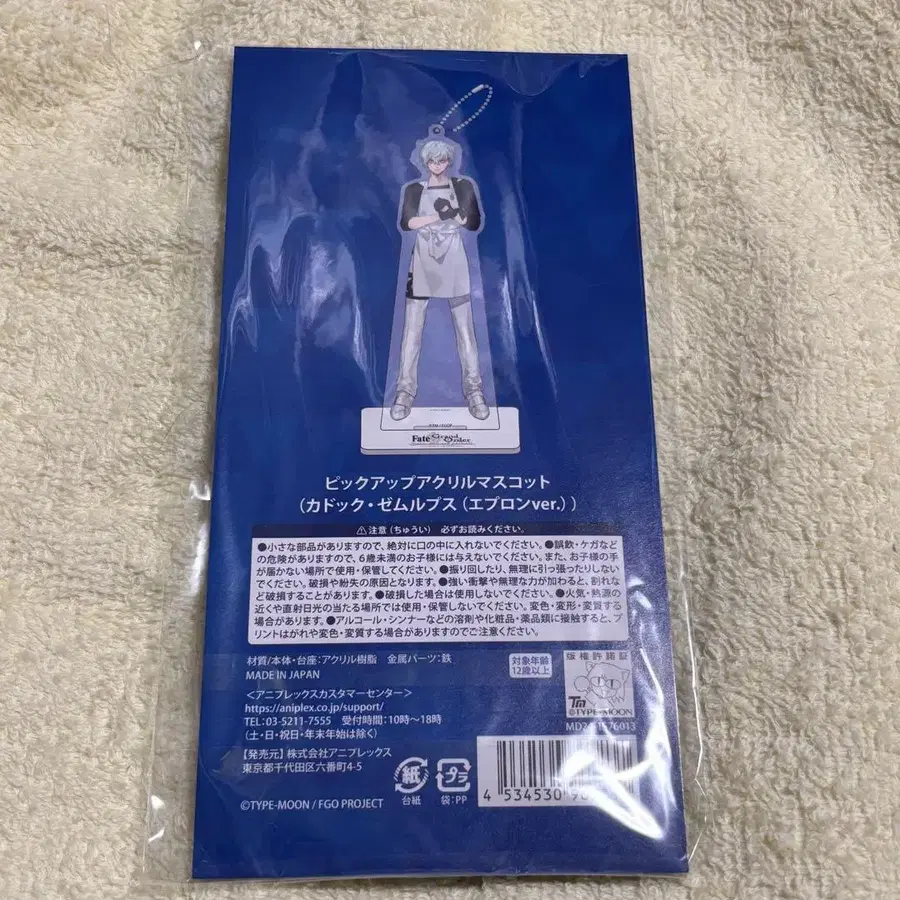 Fate Grand Order
ピックアップアクリルマスコット
(カドック・ゼムルプス(エプロンver.))
⚠注意(ちゅうい) 必ずお読みください。
●小さな部品がありますので、絶対に口の中に入れないでください。●誤飲・ケガなど
の危険がありますので、6歳未満のお子様には与えないでください。また、お子様の手
が届かない場所で使用・保管してください。●振り回したり、無理に引っ張ったりしない
でください。破損や紛失の原因となります。●強い衝撃や無理な力が加わると、割れな
ど破損することがあります。●破損した場合は使用しないでください。●火気・熱源の
近くや直射日光の当たる場所では使用・保管しないでください。変色・変形・変質する
場合があります。●アルコール・シンナーなどの溶剤や化粧品・薬品類に接触すると、プ
リントはがれや変色・変質する場合がありますのでご注意ください。
材質/本体・台座:アクリル樹脂 金属パーツ:鉄
MADE IN JAPAN
対象年齢
12歳以上
版権許諾証
TM
©TYPE-MOON
<アニプレックスカスタマーセンター>
https://aniplex.co.jp/support/
TEL:03-5211-7555 受付時間:10時〜18時
(土・日・祝日・年末年始は除く)
【発売元】株式会社アニプレックス
東京都千代田区六番町4-5
紙
台紙
プラ
袋:PP
4 534530
©TYPE-MOON / FGO PROJECT